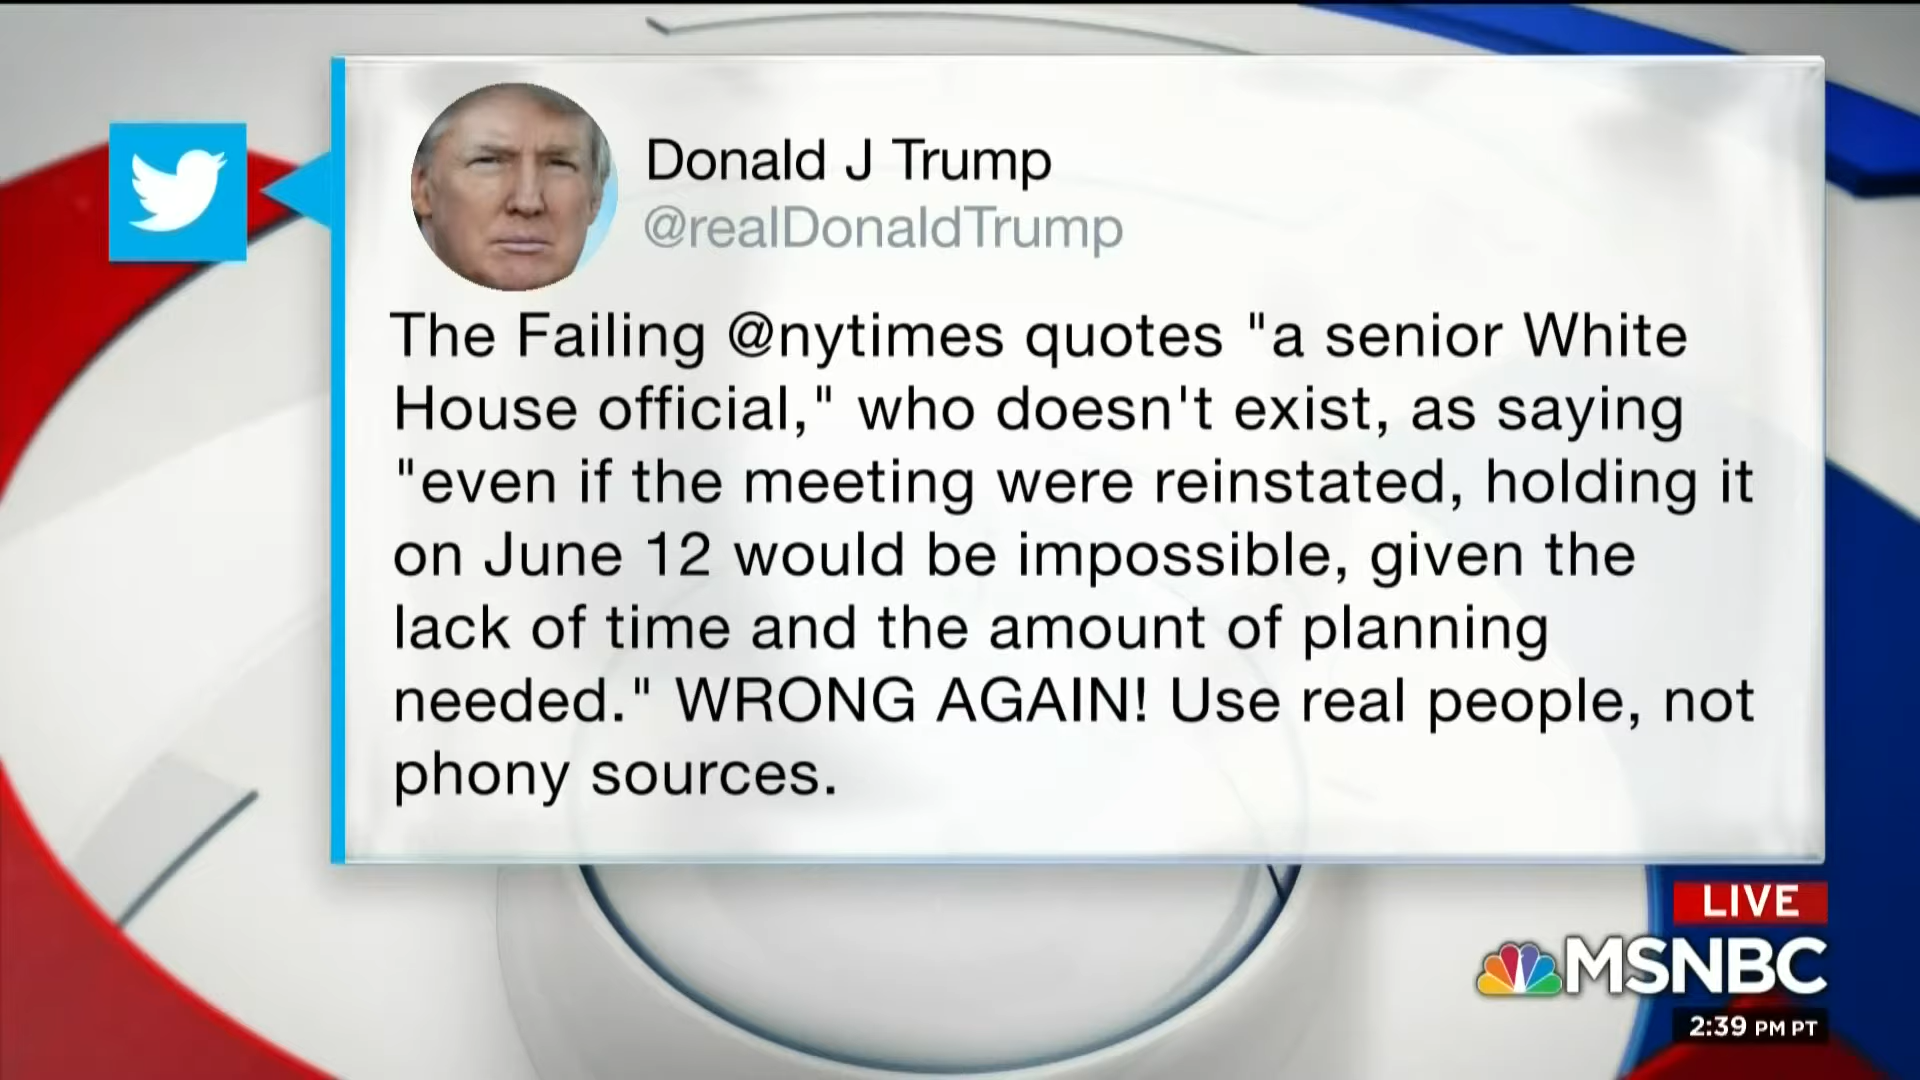 Donald J Trump
@realDonaldTrump
The Failing @nytimes quotes "a senior White
House official," who doesn't exist, as saying
"even if the meeting were reinstated, holding it
on June 12 would be impossible, given the
lack of time and the amount of planning
needed." WRONG AGAIN! Use real people, not
phony sources.
LIVE
MSNBC
2:39 PM PT